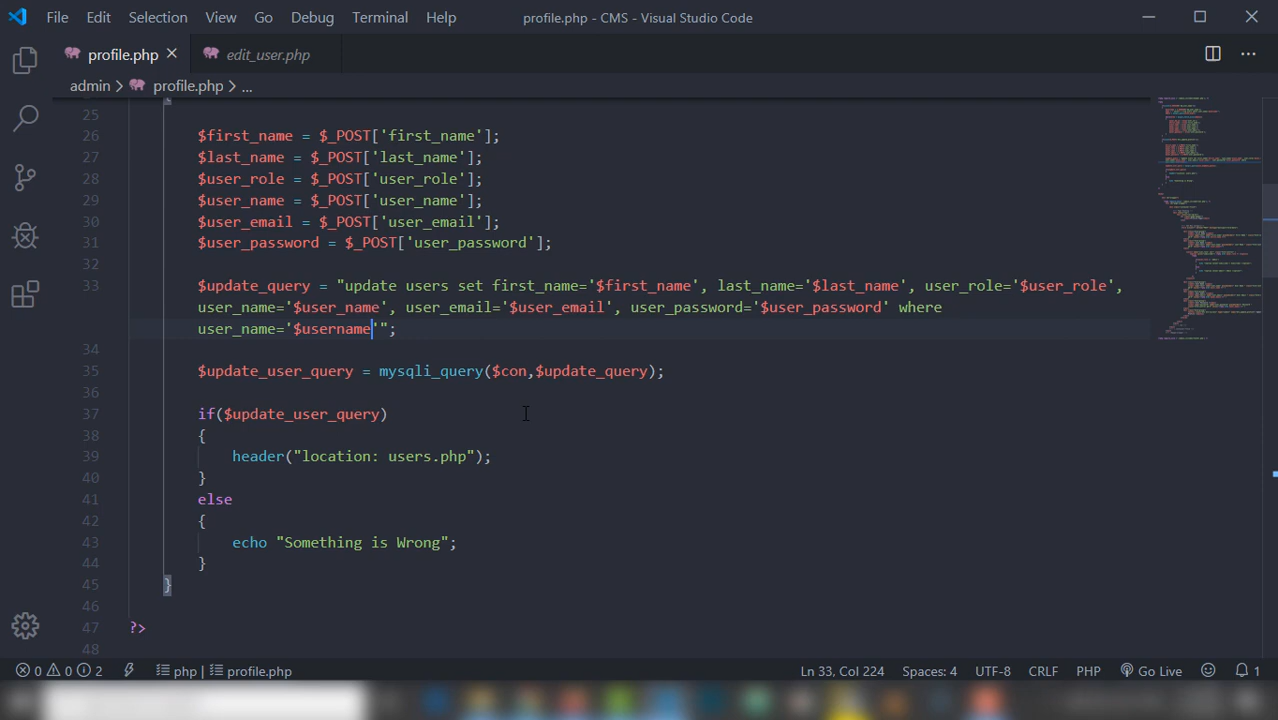 File Edit Selection View Go Debug Terminal Help profile.php - CMS - Visual Studio Code
profile.php edit_user.php
admin > profile.php > ...
{
25
26 $first_name = $_POST['first_name'];
27 $last_name = $_POST['last_name'];
28 $user_role = $_POST['user_role'];
29 $user_name = $_POST['user_name'];
30 $user_email = $_POST['user_email'];
31 $user_password = $_POST['user_password'];
32
33 $update_query = "update users set first_name='$first_name', last_name='$last_name', user_role='$user_role',
user_name='$user_name', user_email='$user_email', user_password='$user_password' where
user_name='$username'";
34
35 $update_user_query = mysqli_query($con,$update_query);
36
37 if($update_user_query)
38 {
39 header("location: users.php");
40 }
41 else
42 {
43 echo "Something is Wrong";
44 }
45 }
46
47 ?>
48
0 0 2 php | profile.php Ln 33, Col 224 Spaces: 4 UTF-8 CRLF PHP Go Live 1